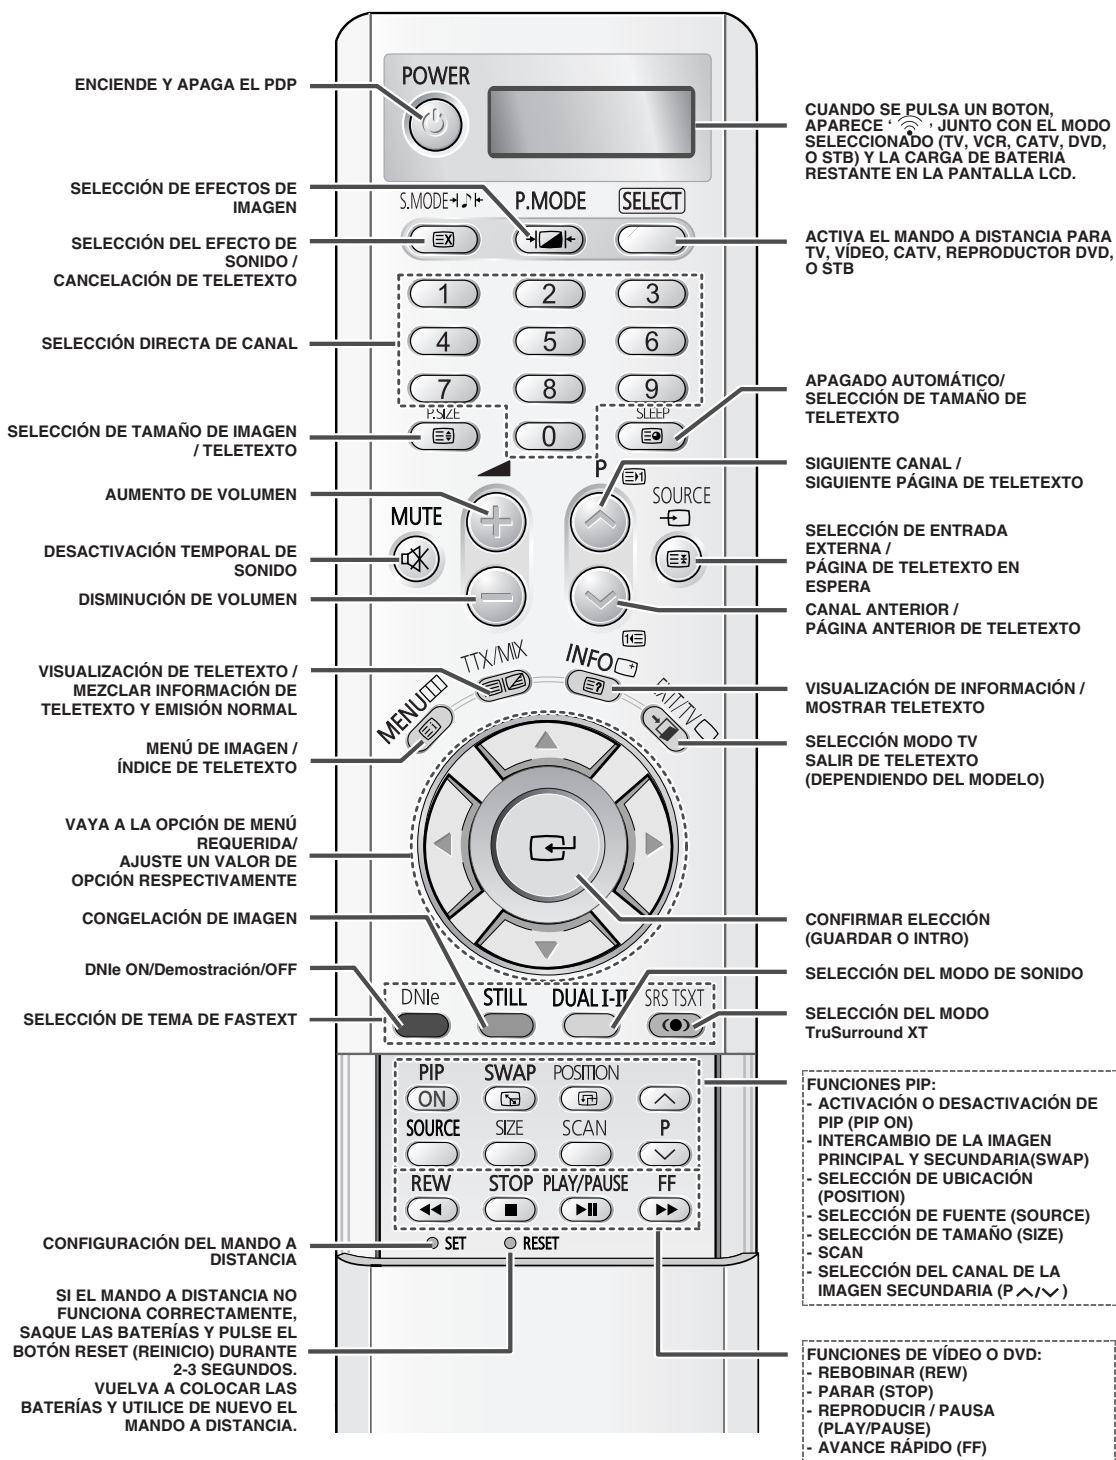 ENCIENDE Y APAGA EL PDP
SELECCIÓN DE EFECTOS DE
IMAGEN
SELECCIÓN DEL EFECTO DE
SONIDO /
CANCELACIÓN DE TELETEXTO
SELECCIÓN DIRECTA DE CANAL
SELECCIÓN DE TAMAÑO DE IMAGEN
/ TELETEXTO
AUMENTO DE VOLUMEN
DESACTIVACIÓN TEMPORAL DE
SONIDO
DISMINUCIÓN DE VOLUMEN
VISUALIZACIÓN DE TELETEXTO /
MEZCLAR INFORMACIÓN DE
TELETEXTO Y EMISIÓN NORMAL
MENÚ DE IMAGEN /
ÍNDICE DE TELETEXTO
VAYA A LA OPCIÓN DE MENÚ
REQUERIDA/
AJUSTE UN VALOR DE
OPCIÓN RESPECTIVAMENTE
CONGELACIÓN DE IMAGEN
DNIe ON/Demostración/OFF
SELECCIÓN DE TEMA DE FASTEXT
CONFIGURACIÓN DEL MANDO A
DISTANCIA
SI EL MANDO A DISTANCIA NO
FUNCIONA CORRECTAMENTE,
SAQUE LAS BATERÍAS Y PULSE EL
BOTÓN RESET (REINICIO) DURANTE
2-3 SEGUNDOS.
VUELVA A COLOCAR LAS
BATERÍAS Y UTILICE DE NUEVO EL
MANDO A DISTANCIA.
POWER
S.MODE P.MODE SELECT
1 2 3
4 5 6
7 8 9
P.SIZE SLEEP
0
P
SOURCE
MUTE
TTX/MIX INFO
MENU EXIT/TV
DNIe STILL DUAL I-II SRS TSXT
PIP SWAP POSITION
ON
SOURCE SIZE SCAN P
REW STOP PLAY/PAUSE FF
SET RESET
CUANDO SE PULSA UN BOTON,
APARECE ‘ ’ JUNTO CON EL MODO
SELECCIONADO (TV, VCR, CATV, DVD,
O STB) Y LA CARGA DE BATERIA
RESTANTE EN LA PANTALLA LCD.
ACTIVA EL MANDO A DISTANCIA PARA
TV, VÍDEO, CATV, REPRODUCTOR DVD,
O STB
APAGADO AUTOMÁTICO/
SELECCIÓN DE TAMAÑO DE
TELETEXTO
SIGUIENTE CANAL /
SIGUIENTE PÁGINA DE TELETEXTO
SELECCIÓN DE ENTRADA
EXTERNA /
PÁGINA DE TELETEXTO EN
ESPERA
CANAL ANTERIOR /
PÁGINA ANTERIOR DE TELETEXTO
VISUALIZACIÓN DE INFORMACIÓN /
MOSTRAR TELETEXTO
SELECCIÓN MODO TV
SALIR DE TELETEXTO
(DEPENDIENDO DEL MODELO)
CONFIRMAR ELECCIÓN
(GUARDAR O INTRO)
SELECCIÓN DEL MODO DE SONIDO
SELECCIÓN DEL MODO
TruSurround XT
FUNCIONES PIP:
- ACTIVACIÓN O DESACTIVACIÓN DE
PIP (PIP ON)
- INTERCAMBIO DE LA IMAGEN
PRINCIPAL Y SECUNDARIA(SWAP)
- SELECCIÓN DE UBICACIÓN
(POSITION)
- SELECCIÓN DE FUENTE (SOURCE)
- SELECCIÓN DE TAMAÑO (SIZE)
- SCAN
- SELECCIÓN DEL CANAL DE LA
IMAGEN SECUNDARIA (P / )
FUNCIONES DE VÍDEO O DVD:
- REBOBINAR (REW)
- PARAR (STOP)
- REPRODUCIR / PAUSA
(PLAY/PAUSE)
- AVANCE RÁPIDO (FF)